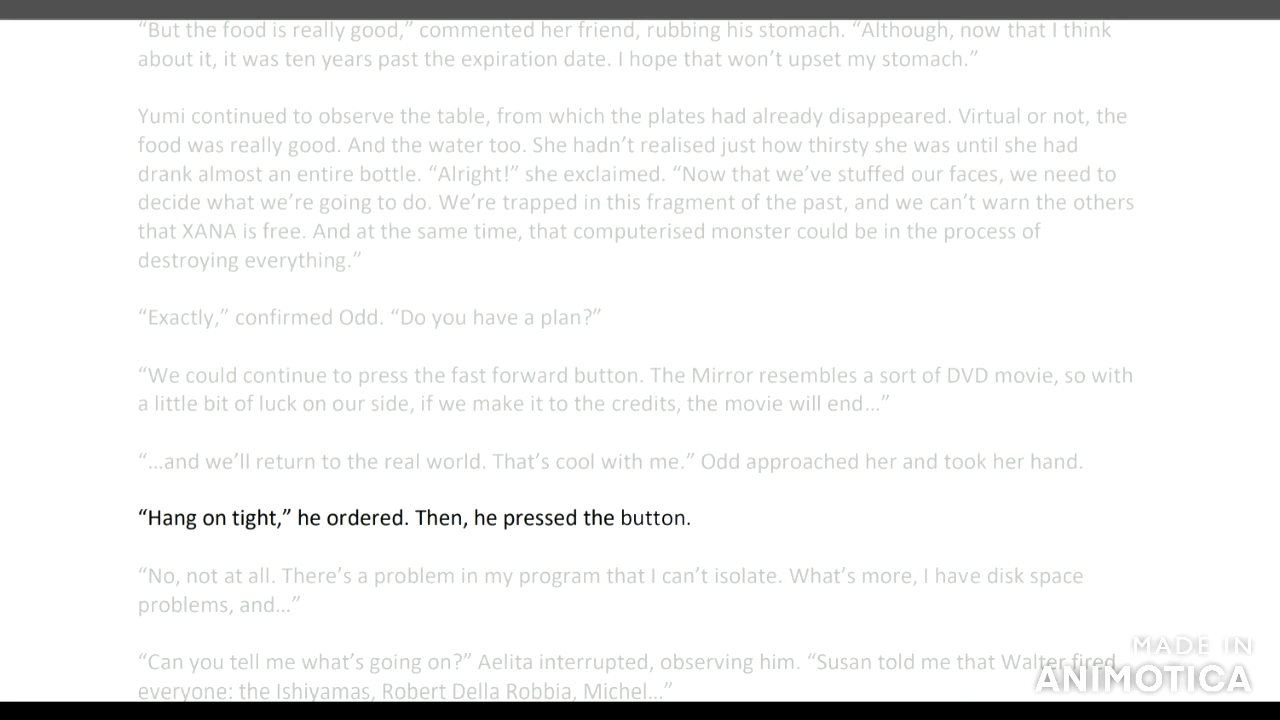 “But the food is really good,” commented her friend, rubbing his stomach. “Although, now that I think
about it, it was ten years past the expiration date. I hope that won’t upset my stomach.”
Yumi continued to observe the table, from which the plates had already disappeared. Virtual or not, the
food was really good. And the water too. She hadn’t realised just how thirsty she was until she had
drank almost an entire bottle. “Alright!” she exclaimed. “Now that we’ve stuffed our faces, we need to
decide what we’re going to do. We’re trapped in this fragment of the past, and we can’t warn the others
that XANA is free. And at the same time, that computerised monster could be in the process of
destroying everything.”
“Exactly,” confirmed Odd. “Do you have a plan?”
“We could continue to press the fast forward button. The Mirror resembles a sort of DVD movie, so with
a little bit of luck on our side, if we make it to the credits, the movie will end…”
“…and we’ll return to the real world. That’s cool with me.” Odd approached her and took her hand.
“Hang on tight,” he ordered. Then, he pressed the button.
“No, not at all. There’s a problem in my program that I can’t isolate. What’s more, I have disk space
problems, and…”
“Can you tell me what’s going on?” Aelita interrupted, observing him. “Susan told me that Walter fired
everyone: the Ishiyamas, Robert Della Robbia, Michel…”
MADE IN
ANIMOTICA